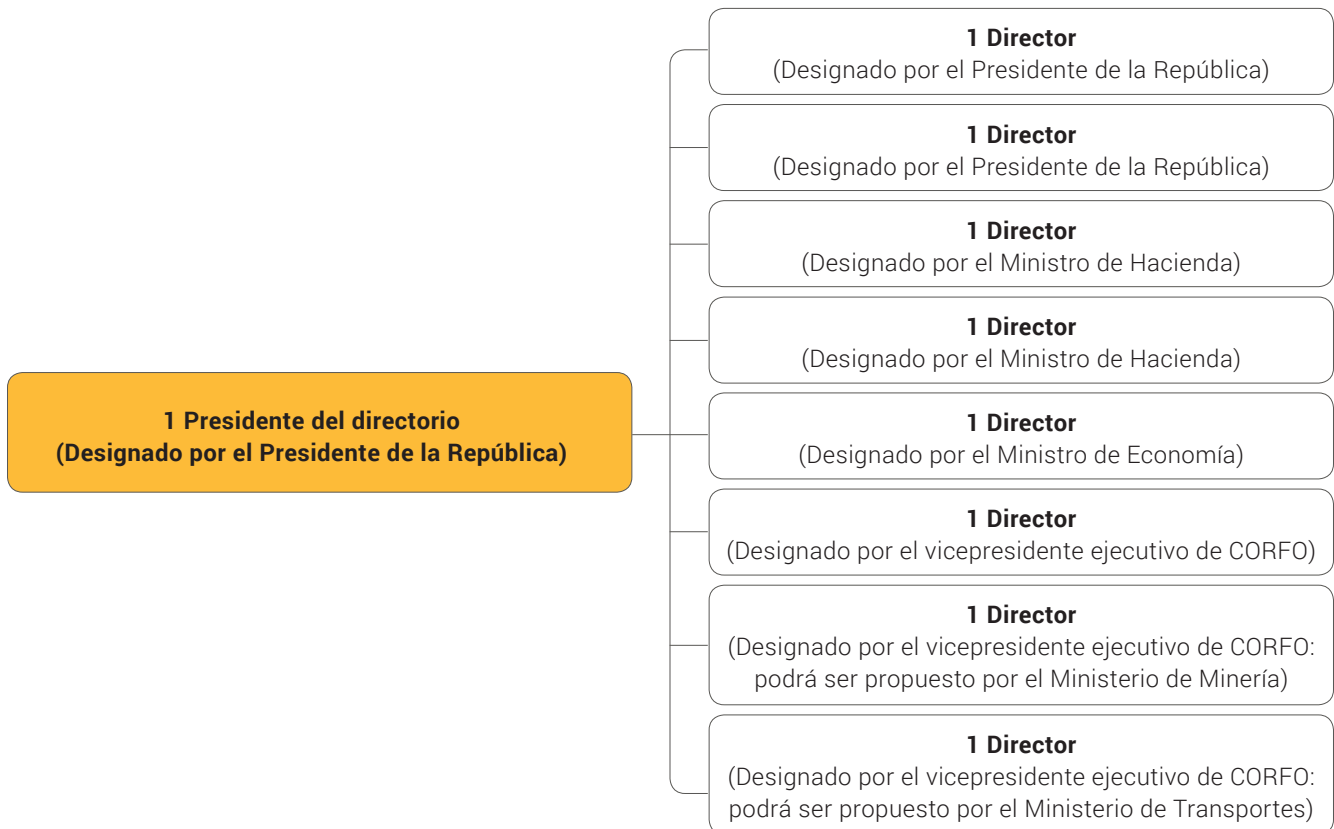 1 Director
(Designado por el Presidente de la República)
1 Director
(Designado por el Presidente de la República)
1 Director
(Designado por el Ministro de Hacienda)
1 Director
(Designado por el Ministro de Hacienda)
1 Presidente del directorio
(Designado por el Presidente de la República)
1 Director
(Designado por el Ministro de Economía)
1 Director
(Designado por el vicepresidente ejecutivo de CORFO)
1 Director
(Designado por el vicepresidente ejecutivo de CORFO:
podrá ser propuesto por el Ministerio de Minería)
1 Director
(Designado por el vicepresidente ejecutivo de CORFO:
podrá ser propuesto por el Ministerio de Transportes)